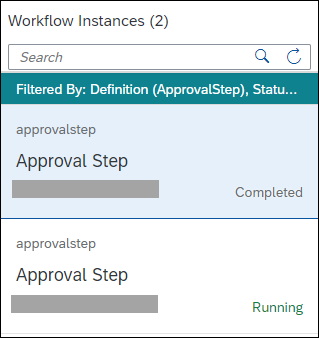 Workflow Instances (2)
Search
Filtered By: Definition (ApprovalStep), Statu...
approvalstep
Approval Step
Completed
approvalstep
Approval Step
Running